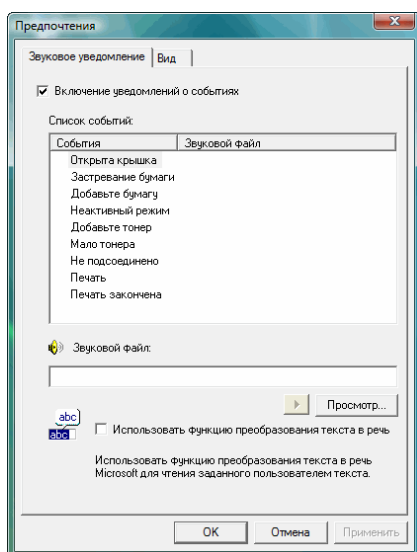 Предпочтения
Звуковое уведомление Вид
Включение уведомлений о событиях
Список событий:
События Звуковой файл
Открыта крышка
Застревание бумаги
Добавьте бумагу
Неактивный режим
Добавьте тонер
Мало тонера
Не подсоединено
Печать
Печать закончена
Звуковой файл:
Просмотр...
abc
abc
Использовать функцию преобразования текста в речь
Использовать функцию преобразования текста в речь
Microsoft для чтения заданного пользователем текста.
OK Отмена Применить